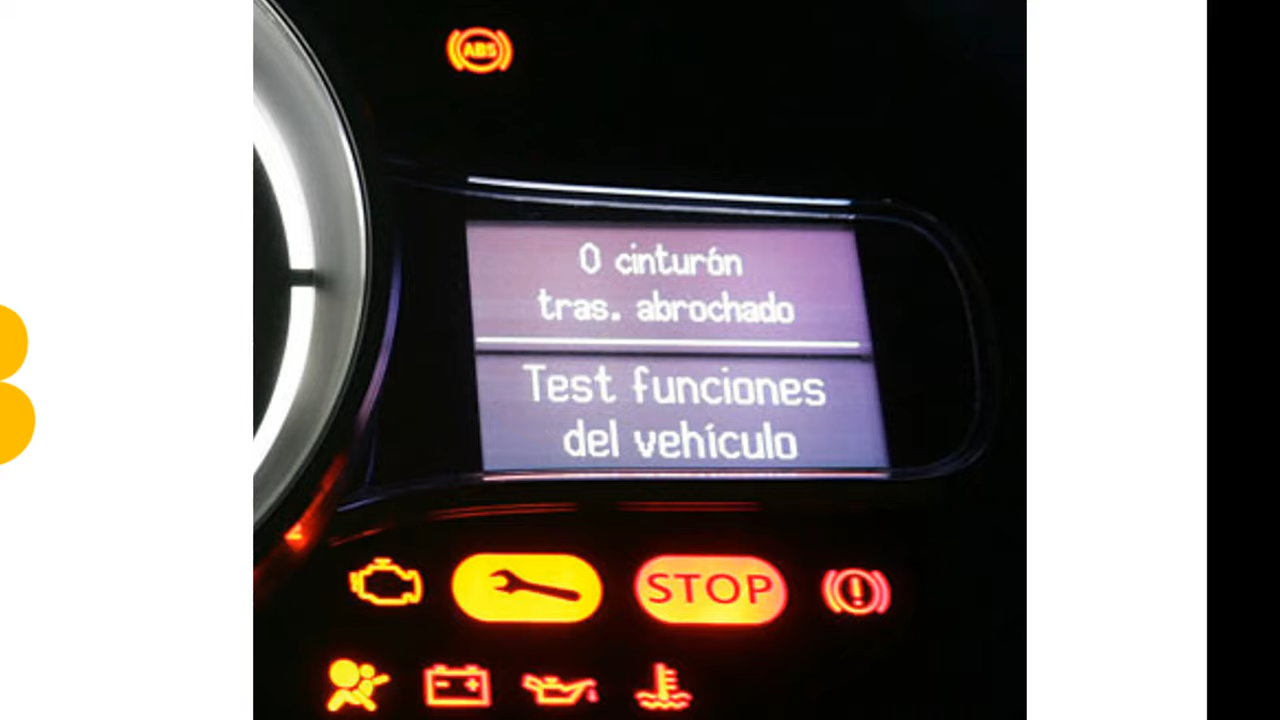 ABS
0 cinturón
tras. abrochado
Test funciones
del vehículo
STOP